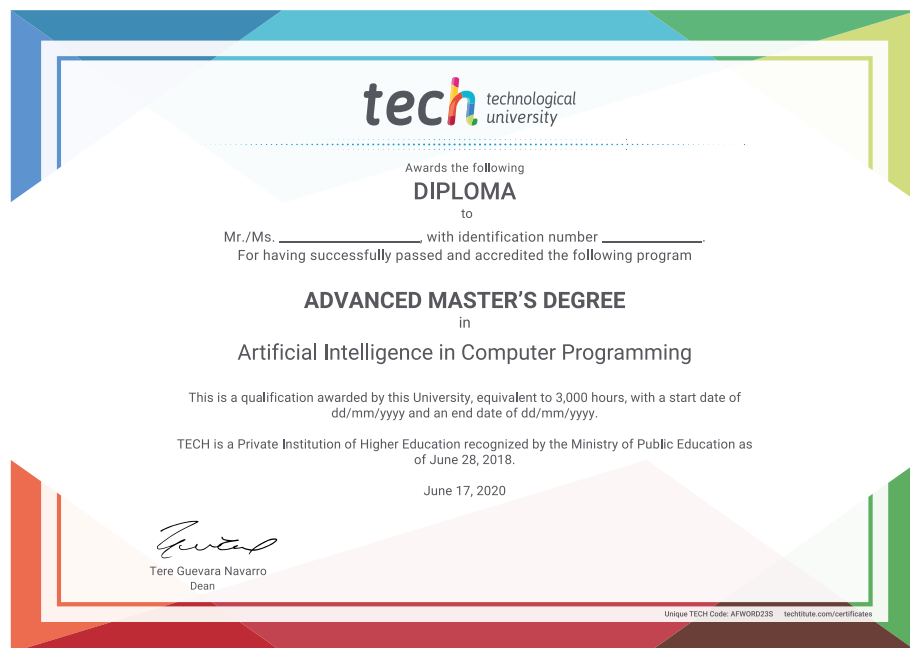 tech technological
university
Awards the following
DIPLOMA
to
Mr./Ms. ____________________, with identification number ______________.
For having successfully passed and accredited the following program
ADVANCED MASTER'S DEGREE
in
Artificial Intelligence in Computer Programming
This is a qualification awarded by this University, equivalent to 3,000 hours, with a start date of
dd/mm/yyyy and an end date of dd/mm/yyyy.
TECH is a Private Institution of Higher Education recognized by the Ministry of Public Education as
of June 28, 2018.
June 17, 2020
Tere Guevara Navarro
Dean
Unique TECH Code: AFWORD23S techtitute.com/certificates